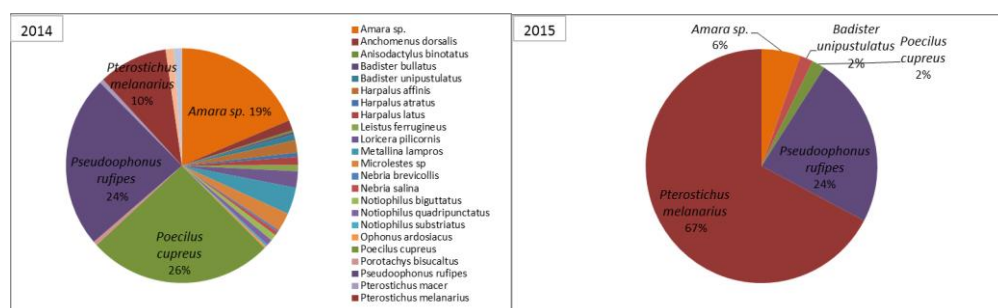 2014
Pterostichus
melanarius
10%
Amara sp. 19%
Pseudoophonus
rufipes
24%
Poecilus
cupreus
26%
Amara sp.
Anchomenus dorsalis
Anisodactylus binotatus
Badister bullatus
Badister unipustulatus
Harpalus affinis
Harpalus atratus
Harpalus latus
Leistus ferrugineus
Loricera pilicornis
Metallina lampros
Microlestes sp
Nebria brevicollis
Nebria salina
Notiophilus biguttatus
Notiophilus quadripunctatus
Notiophilus substriatus
Ophonus ardosiacus
Poecilus cupreus
Porotachys bisucaltus
Pseudoophonus rufipes
Pterostichus macer
Pterostichus melanarius
2015
Amara sp.
6%
Badister
unipustulatus
2%
Poecilus
cupreus
2%
Pseudoophonus
rufipes
24%
Pterostichus
melanarius
67%